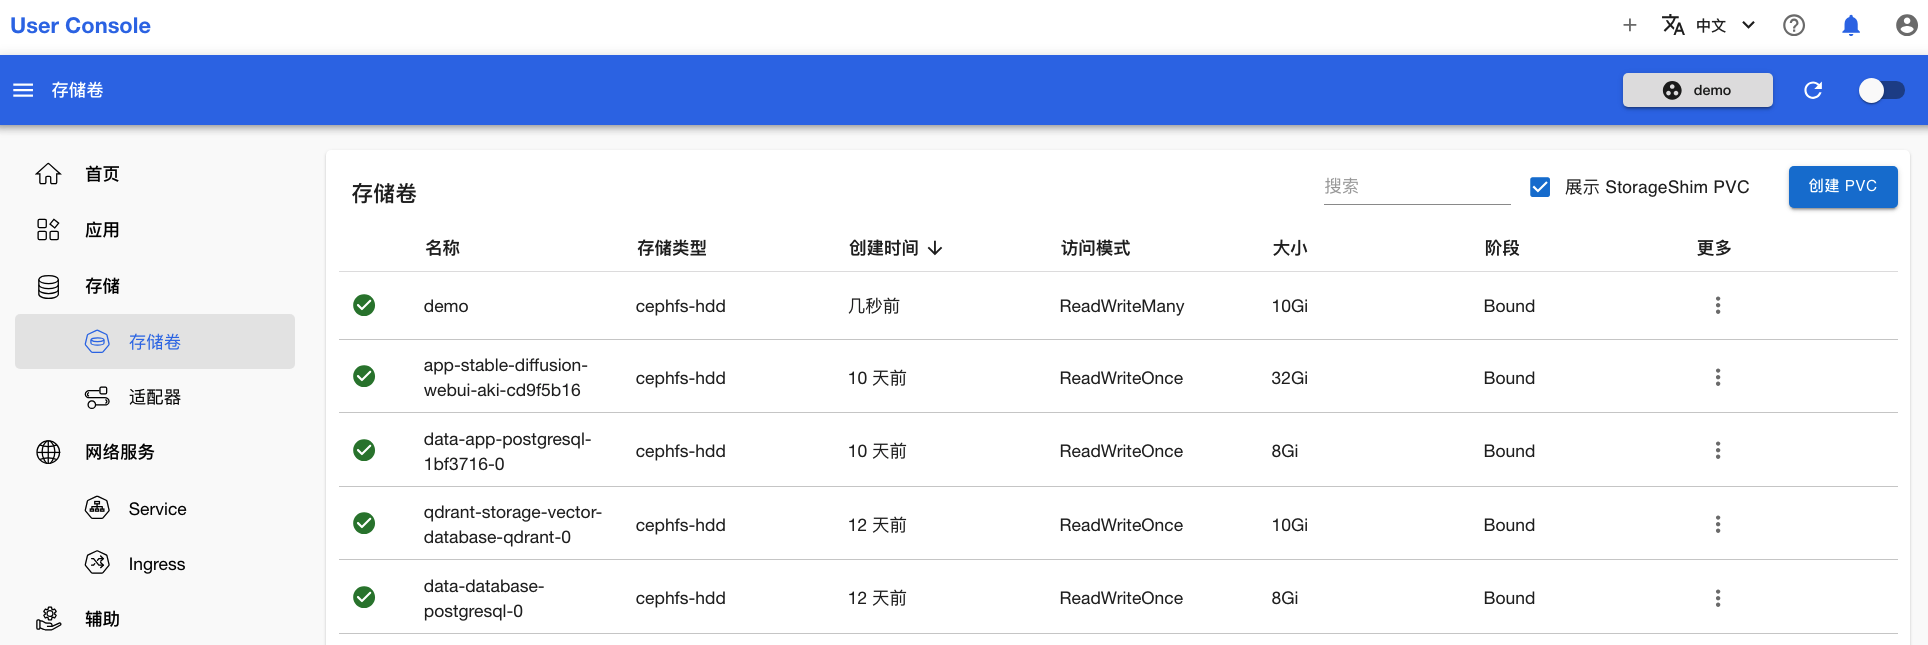 User Console
中文
存储卷
demo
首页
应用
存储
存储卷
适配器
网络服务
Service
Ingress
辅助
存储卷
搜索
展示 StorageShim PVC
创建 PVC
名称 存储类型 创建时间 访问模式 大小 阶段 更多
demo cephfs-hdd 几秒前 ReadWriteMany 10Gi Bound
app-stable-diffusion-
webui-aki-cd9f5b16 cephfs-hdd 10 天前 ReadWriteOnce 32Gi Bound
data-app-postgresql-
1bf3716-0 cephfs-hdd 10 天前 ReadWriteOnce 8Gi Bound
qdrant-storage-vector-
database-qdrant-0 cephfs-hdd 12 天前 ReadWriteOnce 10Gi Bound
data-database-
postgresql-0 cephfs-hdd 12 天前 ReadWriteOnce 8Gi Bound